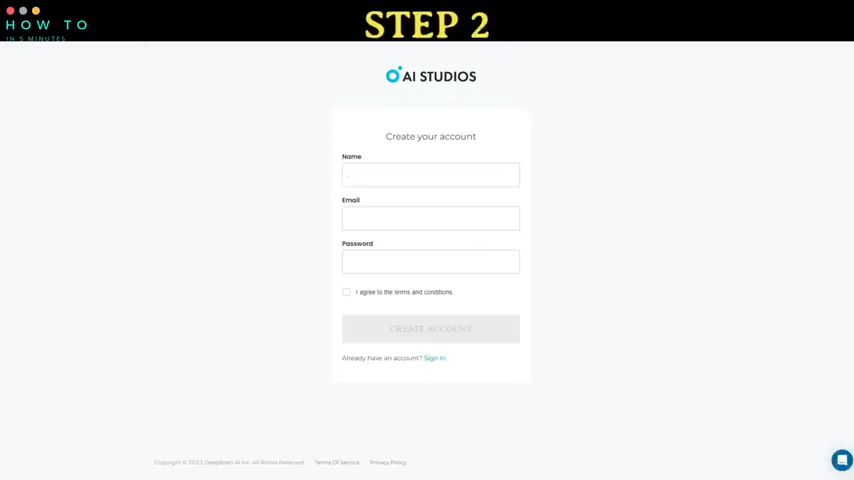 HOW TO
IN 5 MINUTES
STEP 2
AI STUDIOS
Create your account
Name
Email
Password
I agree to the terms and conditions.
CREATE ACCOUNT
Already have an account? Sign In
Copyright © 2023 DeepBrain AI Inc. All Rights Reserved
Terms Of Service
Privacy Policy